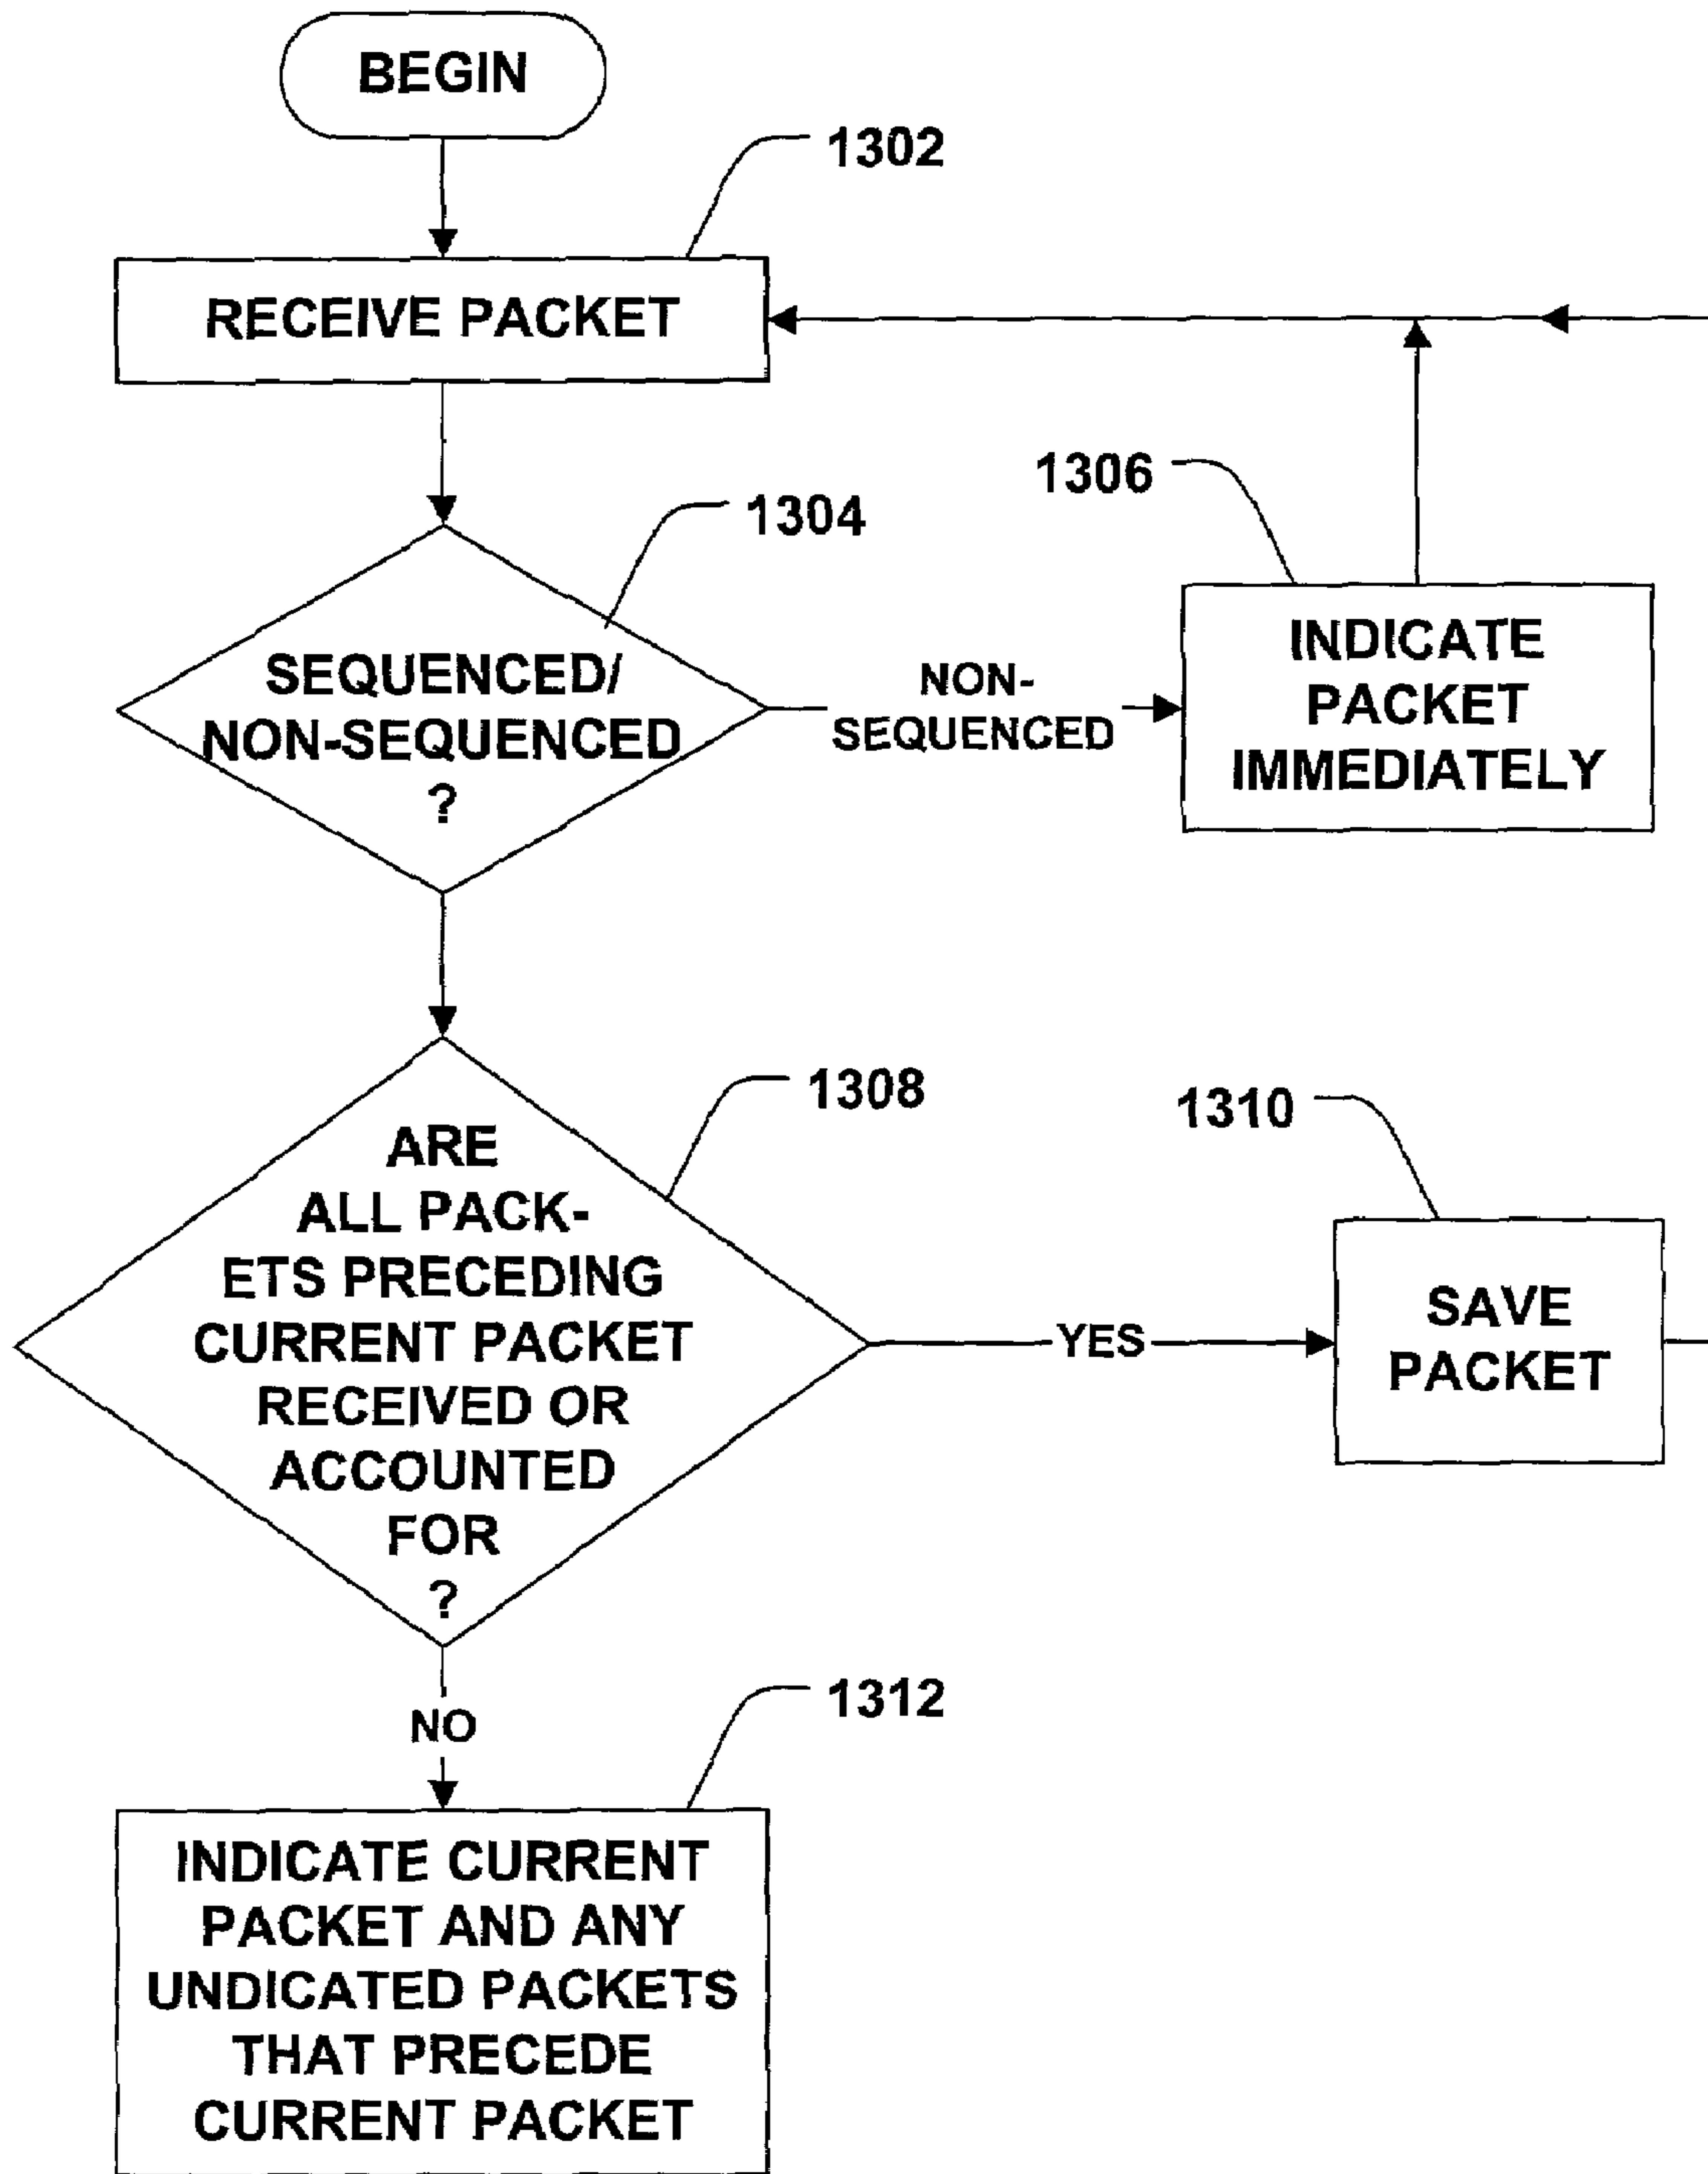 BEGIN
1302
RECEIVE PACKET
1306
1304
SEQUENCED/
NON-SEQUENCED
?
NON-
SEQUENCED
INDICATE
PACKET
IMMEDIATELY
1308
1310
ARE
ALL PACK-
ETS PRECEDING
CURRENT PACKET
RECEIVED OR
ACCOUNTED
FOR
?
YES
SAVE
PACKET
NO
1312
INDICATE CURRENT
PACKET AND ANY
UNDICATED PACKETS
THAT PRECEDE
CURRENT PACKET